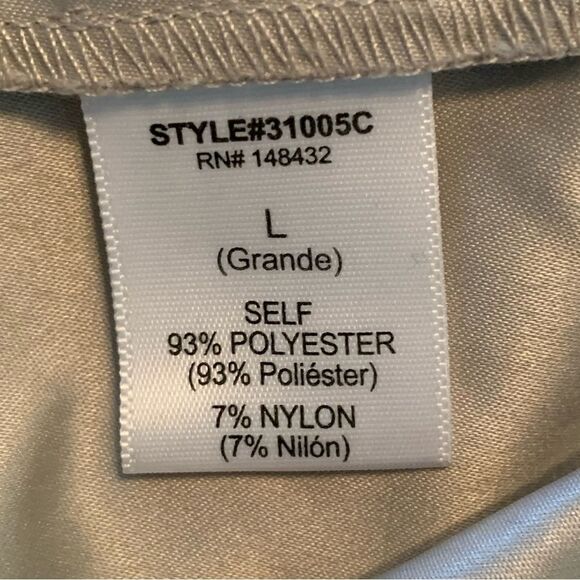 STYLE#31005C
RN# 148432
L
(Grande)
SELF
93% POLYESTER
(93% Poliéster)
7% NYLON
(7% Nilón)